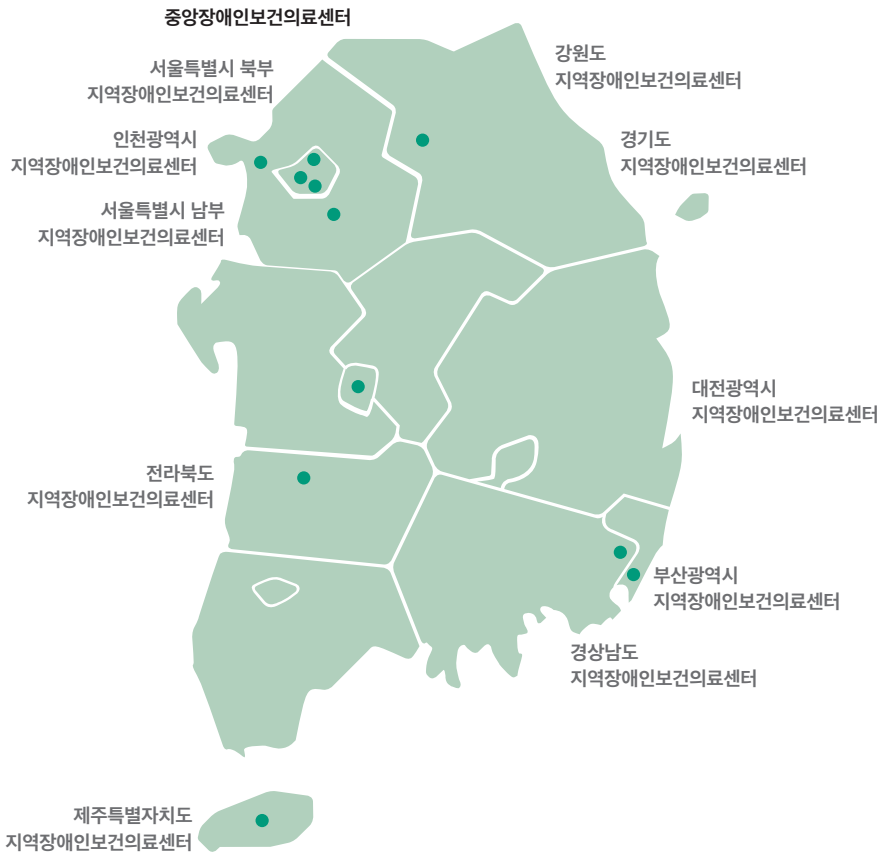 중앙장애인보건의료센터
서울특별시 북부
지역장애인보건의료센터
인천광역시
지역장애인보건의료센터
서울특별시 남부
지역장애인보건의료센터
강원도
지역장애인보건의료센터
경기도
지역장애인보건의료센터
대전광역시
지역장애인보건의료센터
전라북도
지역장애인보건의료센터
부산광역시
지역장애인보건의료센터
경상남도
지역장애인보건의료센터
제주특별자치도
지역장애인보건의료센터